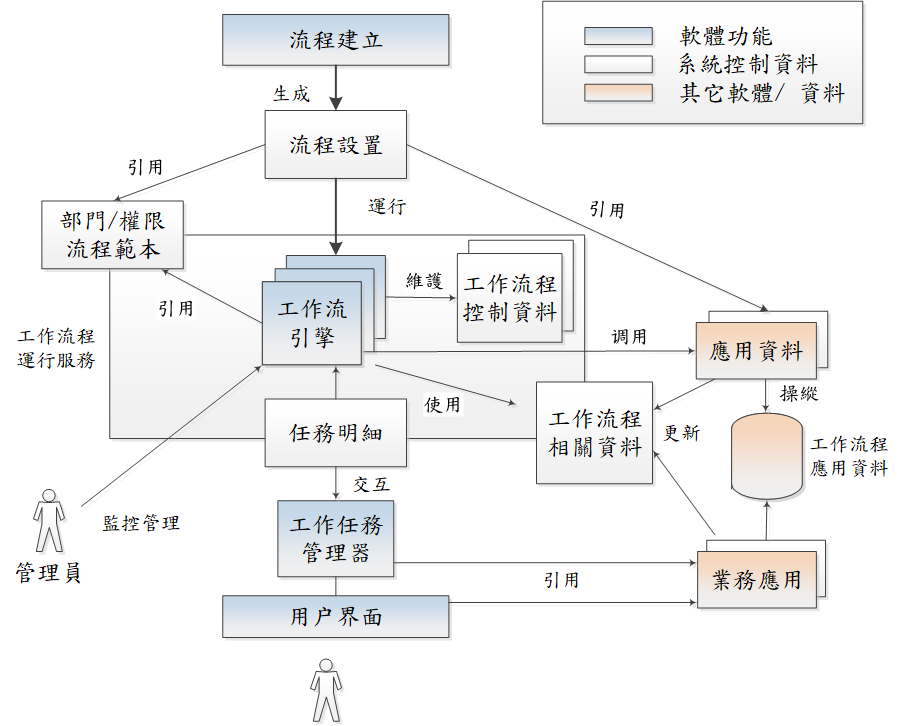 流程建立
軟體功能
系統控制資料
其它軟體/ 資料
生成
流程設置
引用
運行
引用
部門/權限
流程範本
工作流程
控制資料
維護
工作流
引擎
引用
工作流程
運行服務
调用
應用資料
使用
操縱
任務明細
工作流程
相關資料
更新
工作流程
應用資料
交互
監控管理
管理員
工作任務
管理器
引用
業務應用
用户界面